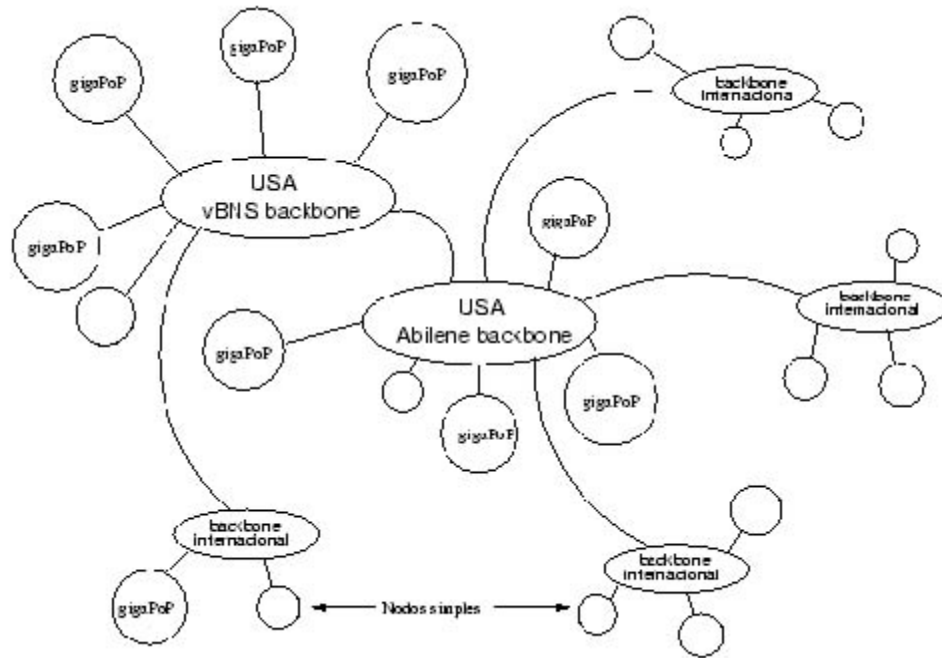 gigaPoP
gigaPoP
gigaPoP
backbone
internaciona
USA
vBNS backbone
gigaPoP
gigaPoP
backbone
internacional
USA
Abilene backbone
gigaPoP
gigaPoP
gigaPoP
backbone
internacional
backbone
internacional
gigaPoP
Nodos simples